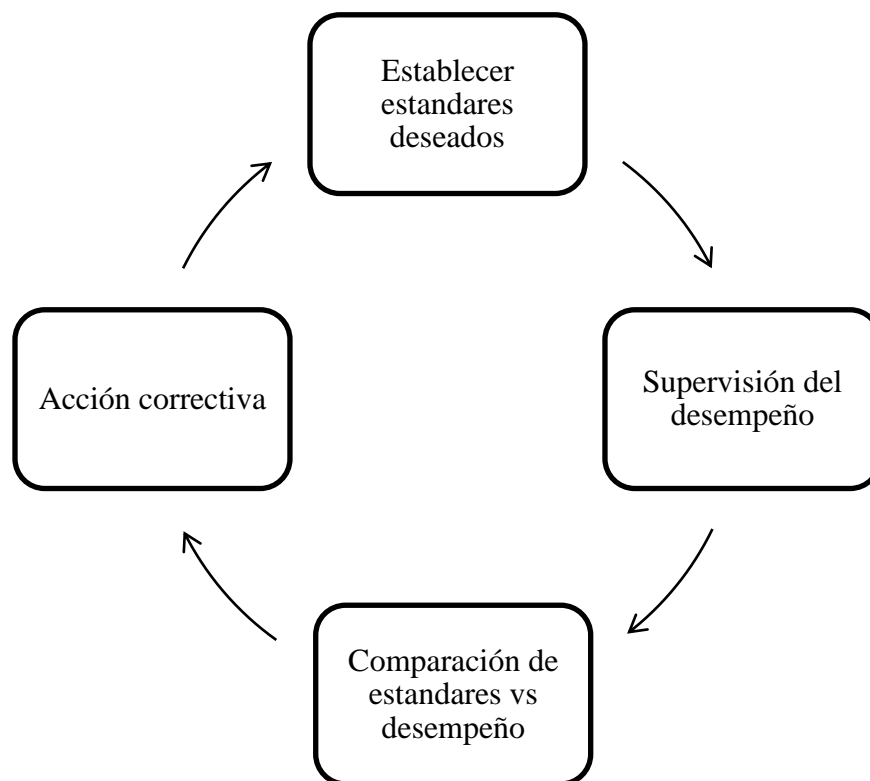 Establecer
estandares
deseados
Supervisión del
desempeño
Comparación de
estandares vs
desempeño
Acción correctiva